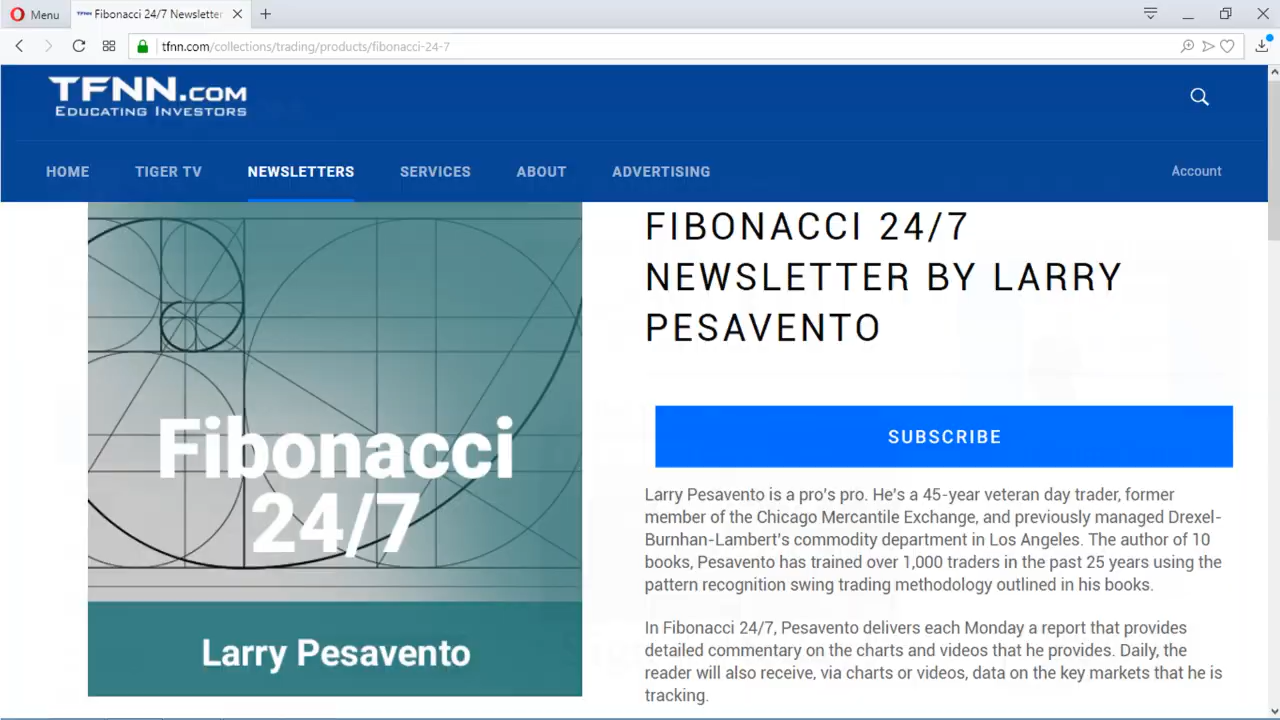 Menu
Fibonacci 24/7 Newsletter
tfnn.com/collections/trading/products/fibonacci-24-7
TFNN.COM
EDUCATING INVESTORS
HOME TIGER TV NEWSLETTERS SERVICES ABOUT ADVERTISING Account
Fibonacci
24/7
Larry Pesavento
FIBONACCI 24/7
NEWSLETTER BY LARRY
PESAVENTO
SUBSCRIBE
Larry Pesavento is a pro's pro. He's a 45-year veteran day trader, former
member of the Chicago Mercantile Exchange, and previously managed Drexel-
Burnhan-Lambert's commodity department in Los Angeles. The author of 10
books, Pesavento has trained over 1,000 traders in the past 25 years using the
pattern recognition swing trading methodology outlined in his books.
In Fibonacci 24/7, Pesavento delivers each Monday a report that provides
detailed commentary on the charts and videos that he provides. Daily, the
reader will also receive, via charts or videos, data on the key markets that he is
tracking.